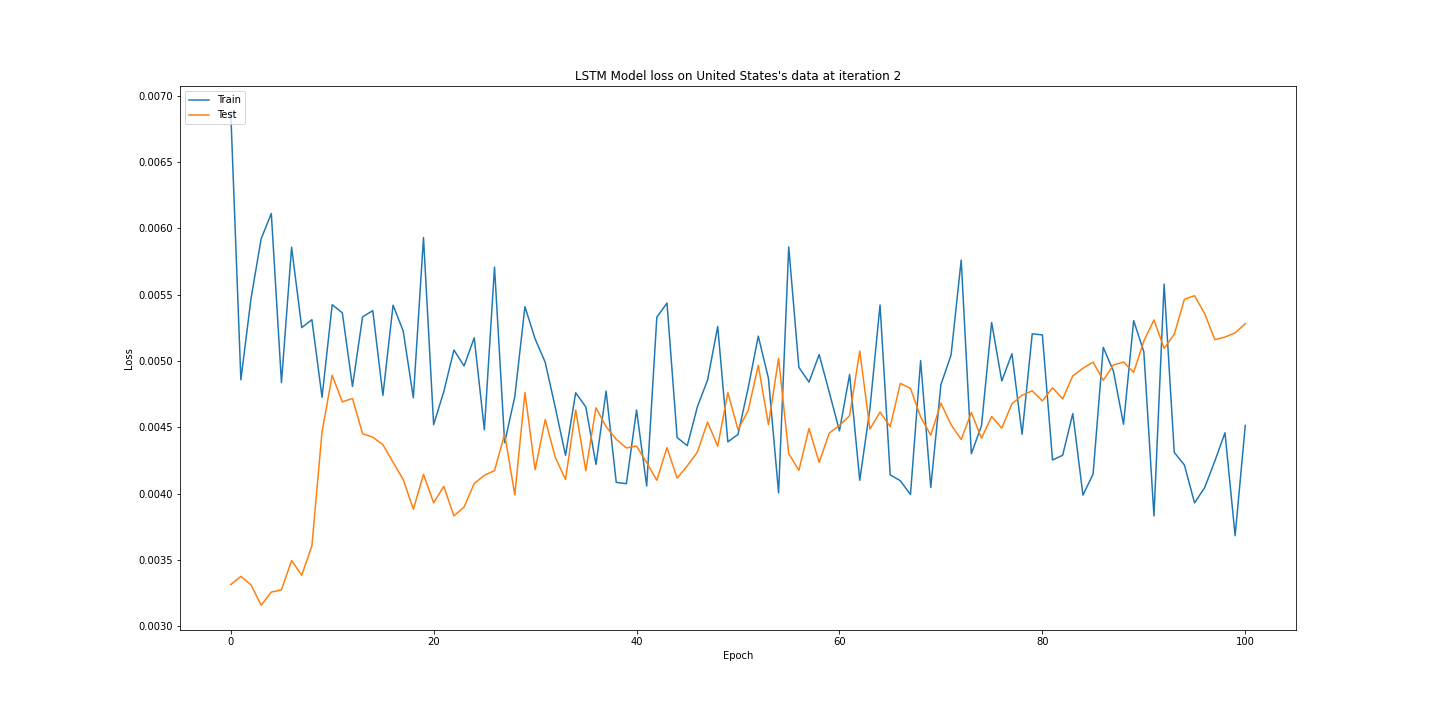 LSTM Model loss on United States's data at iteration 2
Train
Test
0.0070
0.0065
0.0060
0.0055
0.0050
0.0045
0.0040
0.0035
0.0030
Loss
0 20 40 60 80 100
Epoch